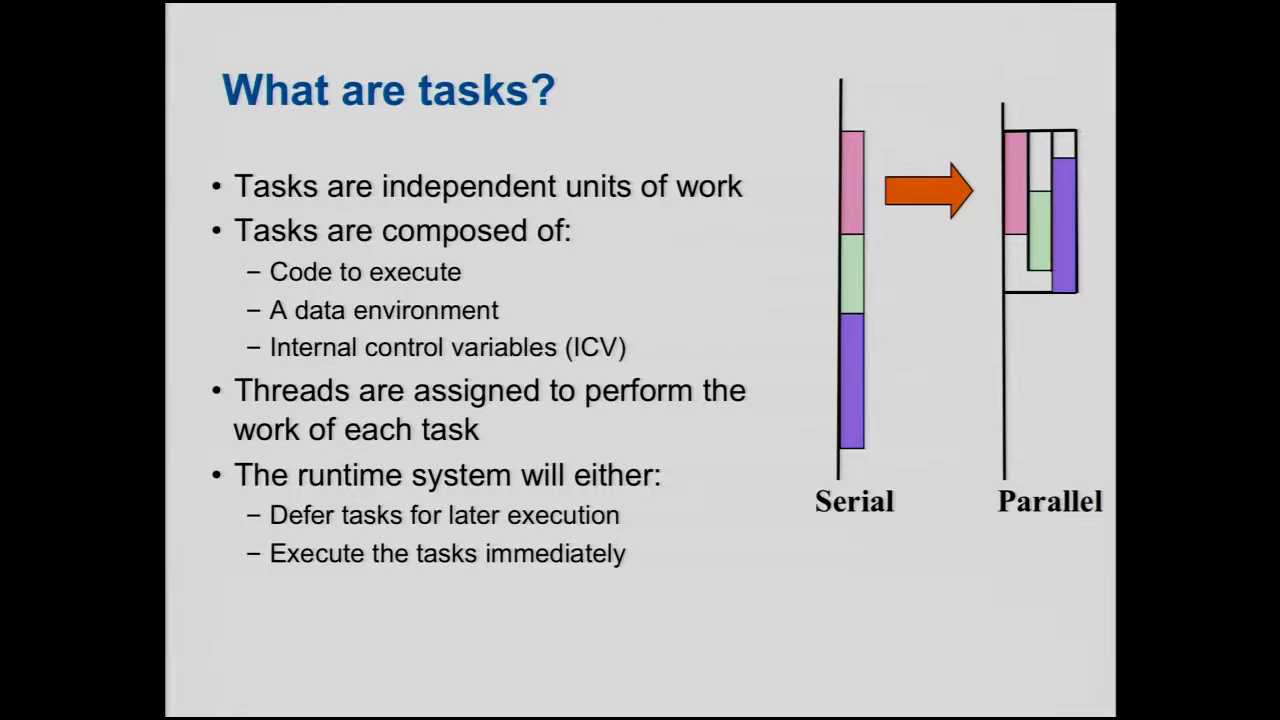 What are tasks?
• Tasks are independent units of work
• Tasks are composed of:
– Code to execute
– A data environment
– Internal control variables (ICV)
• Threads are assigned to perform the
work of each task
• The runtime system will either:
– Defer tasks for later execution
– Execute the tasks immediately
Serial
Parallel